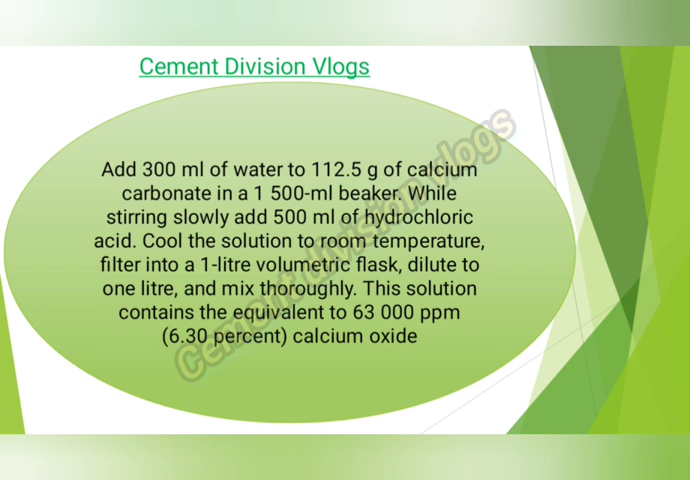 Cement Division Vlogs
Add 300 ml of water to 112.5 g of calcium
carbonate in a 1 500-ml beaker. While
stirring slowly add 500 ml of hydrochloric
acid. Cool the solution to room temperature,
filter into a 1-litre volumetric flask, dilute to
one litre, and mix thoroughly. This solution
contains the equivalent to 63 000 ppm
(6.30 percent) calcium oxide
Cement division vlogs